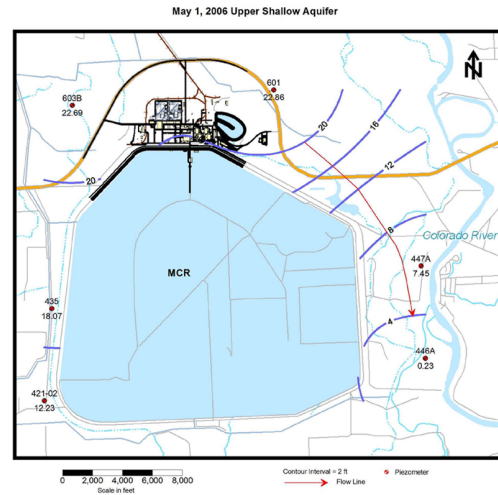 May 1, 2006 Upper Shallow Aquifer
N
601
22.86
603B
22.69
20
16
12
20
8
Colorado River
447A
7.45
MCR
435
18.07
4
446A
0.23
421-02
12.23
0 2,000 4,000 6,000 8,000
Scale in feet
Contour Interval = 2 ft
Flow Line
Piezometer